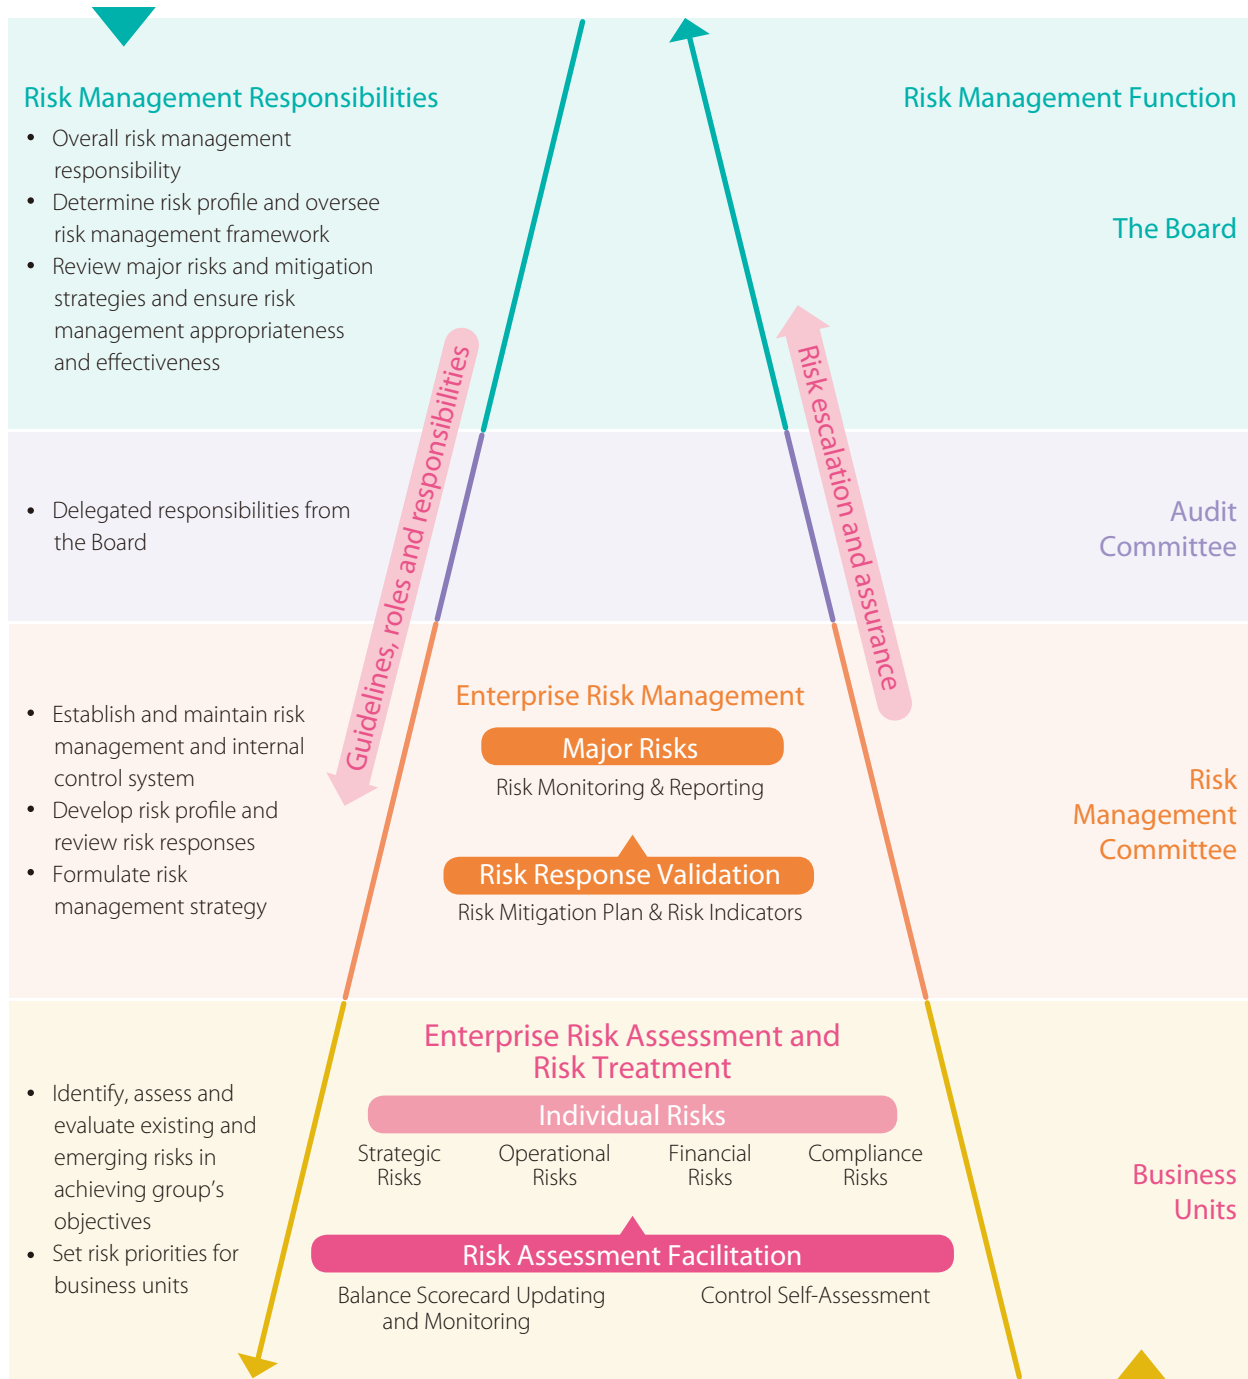 Risk Management Responsibilities
Risk Management Function
• Overall risk management
responsibility
• Determine risk profile and oversee
risk management framework
• Review major risks and mitigation
strategies and ensure risk
management appropriateness
and effectiveness
The Board
Guidelines, roles and responsibilities
Risk escalation and assurance
• Delegated responsibilities from
the Board
Audit
Committee
• Establish and maintain risk
management and internal
control system
• Develop risk profile and
review risk responses
• Formulate risk
management strategy
Enterprise Risk Management
Major Risks
Risk Monitoring & Reporting
Risk Response Validation
Risk Mitigation Plan & Risk Indicators
Risk
Management
Committee
• Identify, assess and
evaluate existing and
emerging risks in
achieving group’s
objectives
• Set risk priorities for
business units
Enterprise Risk Assessment and
Risk Treatment
Individual Risks
Strategic
Risks
Operational
Risks
Financial
Risks
Compliance
Risks
Risk Assessment Facilitation
Balance Scorecard Updating
and Monitoring
Control Self-Assessment
Business
Units